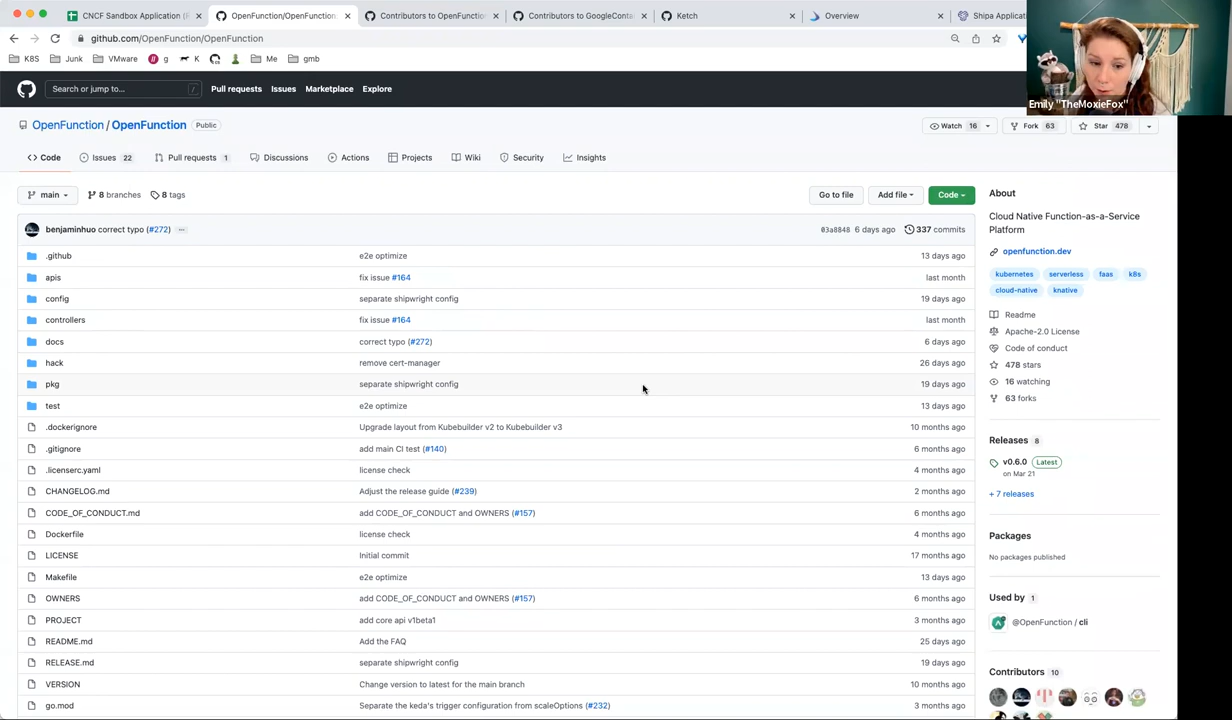 CNCF Sandbox Application (R
OpenFunction/OpenFunction:
Contributors to OpenFunction/
Contributors to GoogleContai
Ketch
Overview
Shipa Applicat
github.com/OpenFunction/OpenFunction
K8S
Junk
VMware
g
K
Me
gmb
Emily "TheMoxieFox"
Search or jump to...
/
Pull requests
Issues
Marketplace
Explore
OpenFunction / OpenFunction
Public
Watch 16
Fork 63
Star 478
<> Code
Issues 22
Pull requests 1
Discussions
Actions
Projects
Wiki
Security
Insights
main
8 branches
8 tags
Go to file
Add file
Code
benjaminhuo correct typo (#272) ...
03a8848 6 days ago
337 commits
.github e2e optimize 13 days ago
apis fix issue #164 last month
config separate shipwright config 19 days ago
controllers fix issue #164 last month
docs correct typo (#272) 6 days ago
hack remove cert-manager 26 days ago
pkg separate shipwright config 19 days ago
test e2e optimize 13 days ago
.dockerignore Upgrade layout from Kubebuilder v2 to Kubebuilder v3 10 months ago
.gitignore add main CI test (#140) 6 months ago
.licenserc.yaml license check 4 months ago
CHANGELOG.md Adjust the release guide (#239) 2 months ago
CODE_OF_CONDUCT.md add CODE_OF_CONDUCT and OWNERS (#157) 6 months ago
Dockerfile license check 4 months ago
LICENSE Initial commit 17 months ago
Makefile e2e optimize 13 days ago
OWNERS add CODE_OF_CONDUCT and OWNERS (#157) 6 months ago
PROJECT add core api v1beta1 3 months ago
README.md Add the FAQ 25 days ago
RELEASE.md separate shipwright config 19 days ago
VERSION Change version to latest for the main branch 10 months ago
go.mod Separate the keda's trigger configuration from scaleOptions (#232) 3 months ago
About
Cloud Native Function-as-a-Service
Platform
openfunction.dev
kubernetes serverless faas k8s
cloud-native knative
Readme
Apache-2.0 License
Code of conduct
478 stars
16 watching
63 forks
Releases 8
v0.6.0 Latest
on Mar 21
+ 7 releases
Packages
No packages published
Used by 1
@OpenFunction / cli
Contributors 10